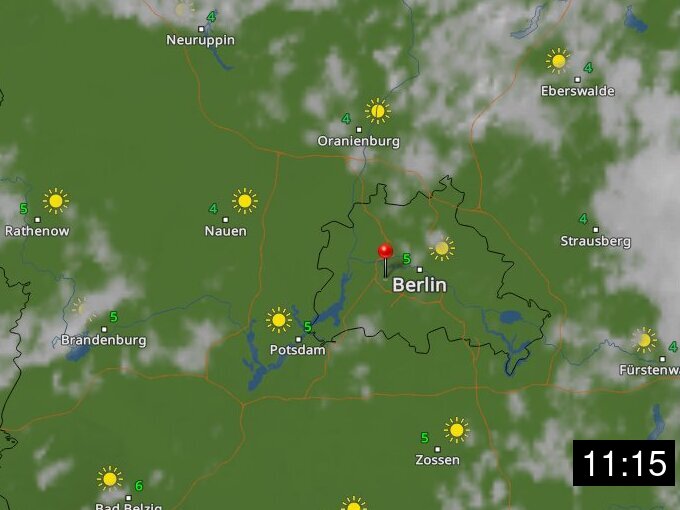 4
Neuruppin
4
Eberswalde
4
Oranienburg
5
Rathenow
4
Nauen
4
Strausberg
5
Berlin
5
Brandenburg
5
Potsdam
4
Fürstenwa
5
Zossen
11:15
6
Bad Belzig